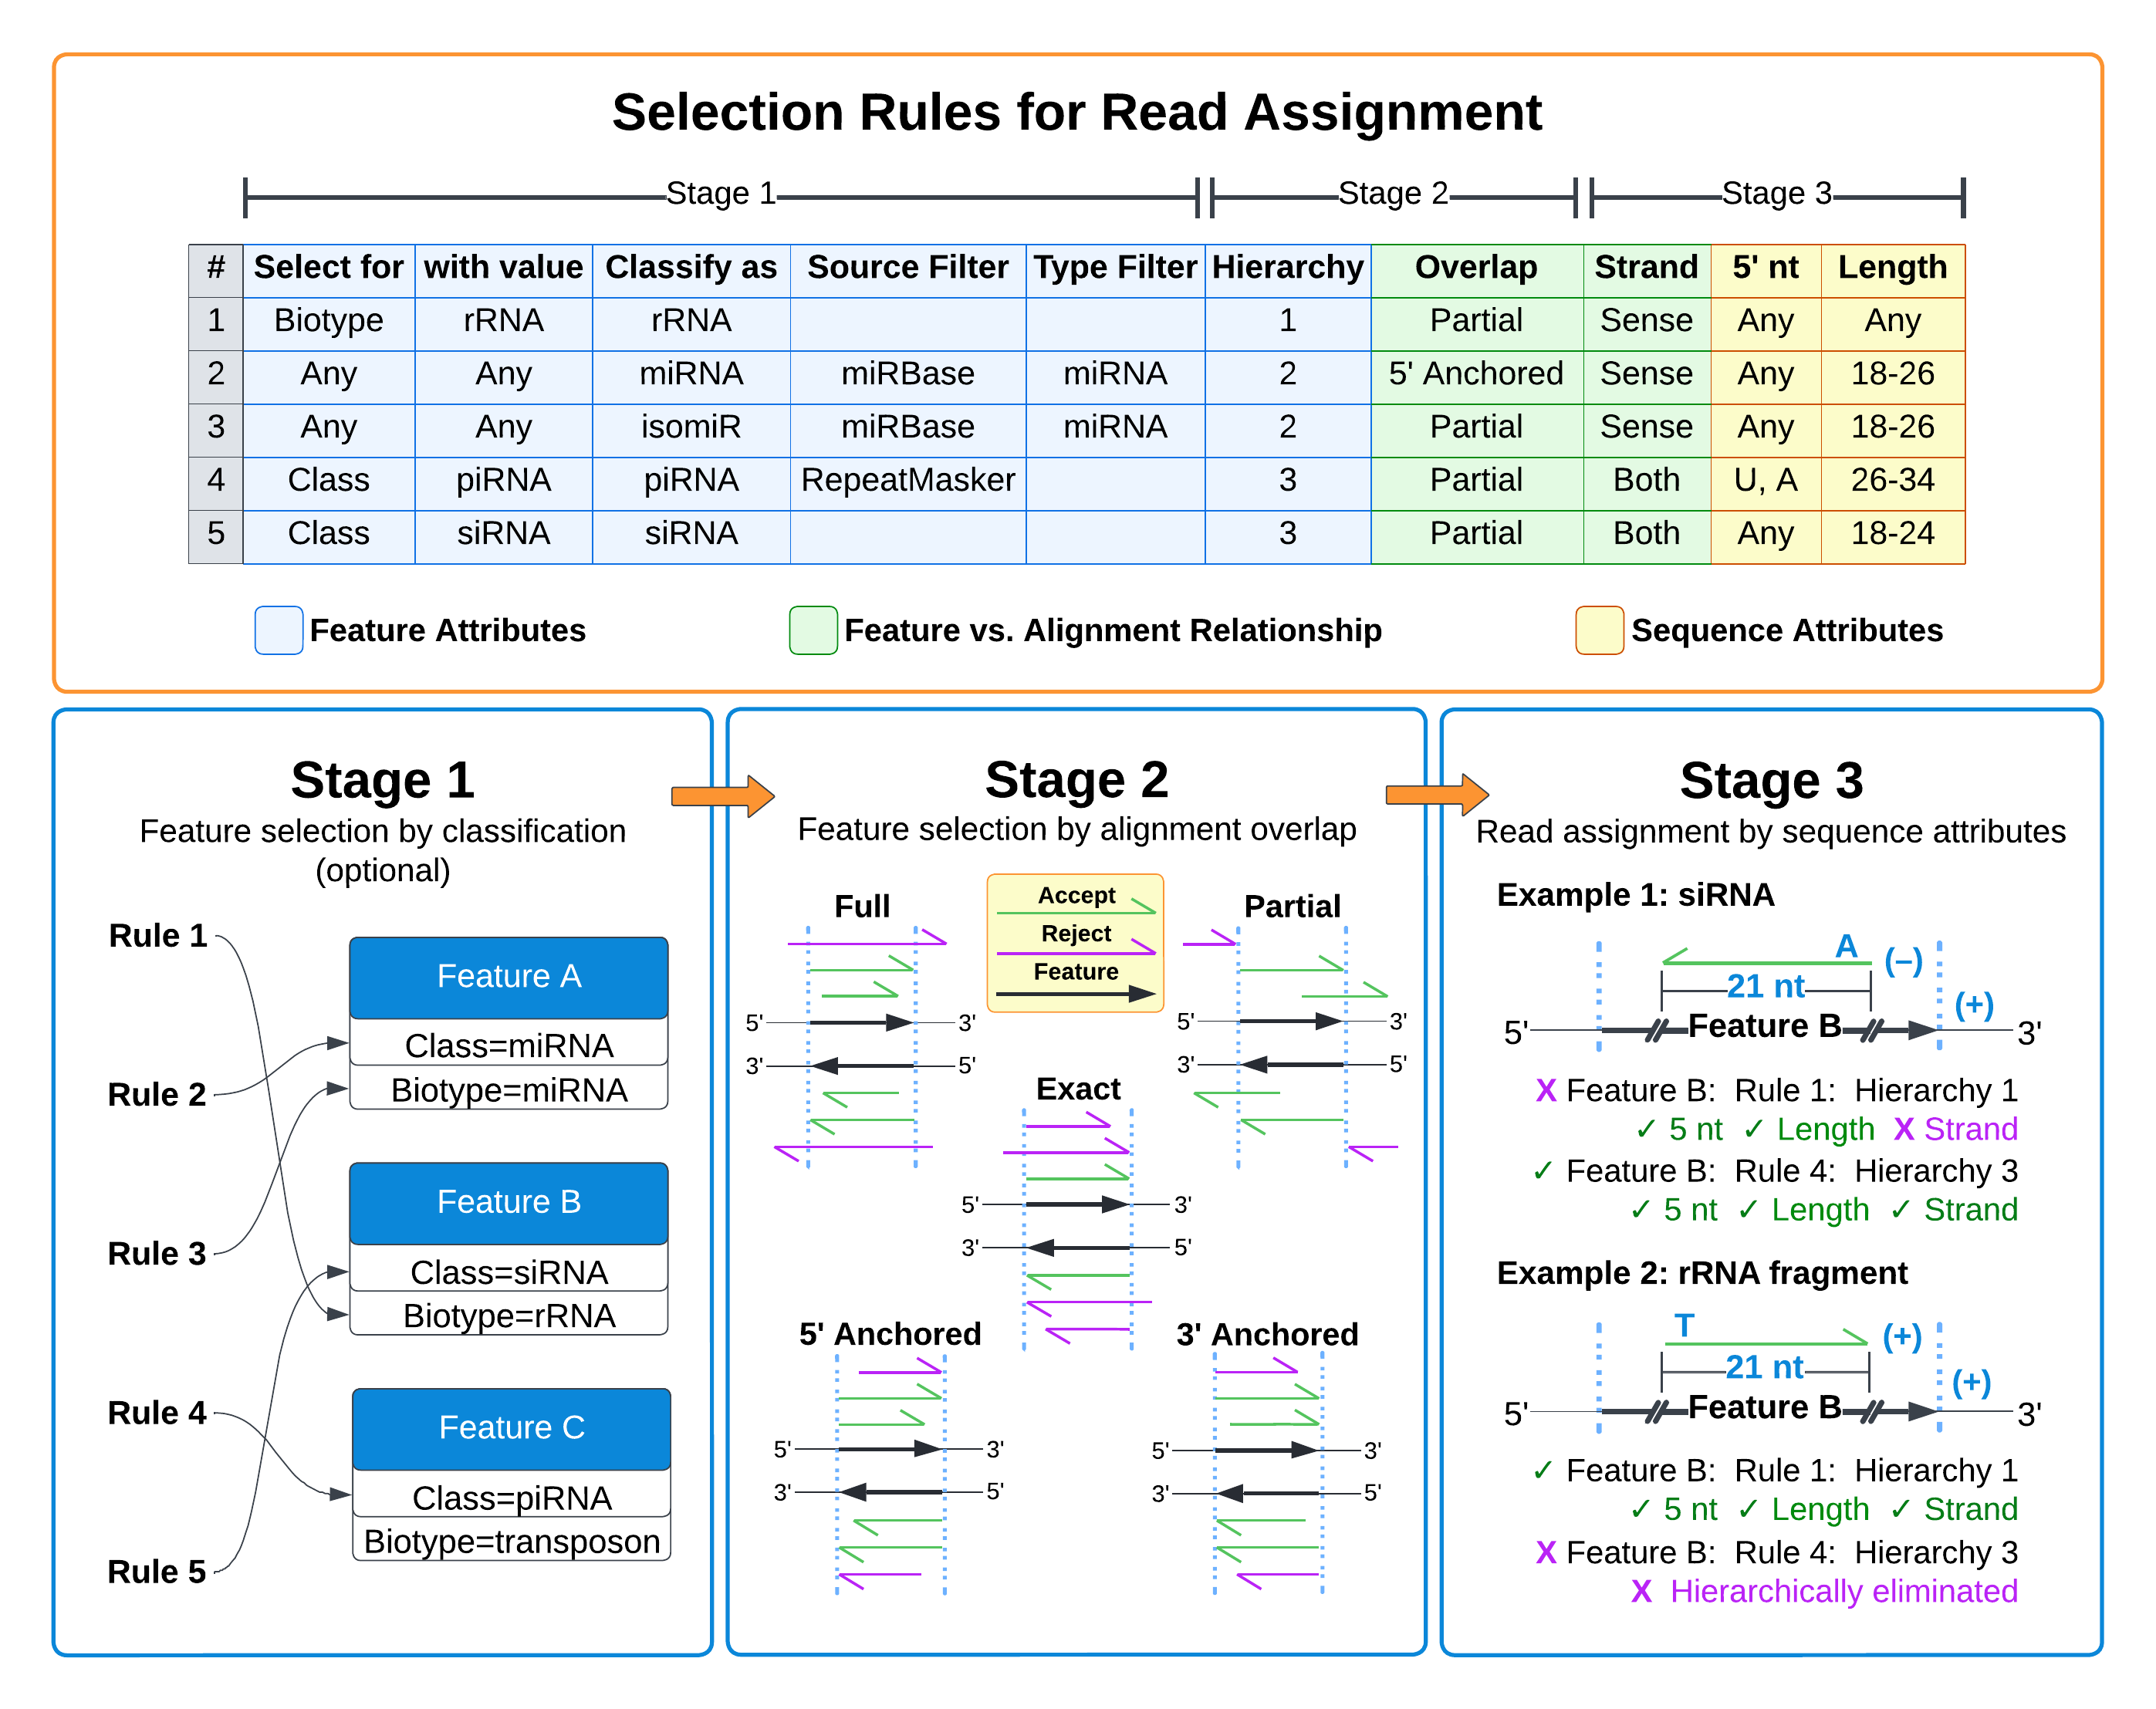 Selection Rules for Read Assignment
Stage 1 Stage 2 Stage 3
# Select for with value Classify as Source Filter Type Filter Hierarchy Overlap Strand 5' nt Length
1 Biotype rRNA rRNA 1 Partial Sense Any Any
2 Any Any miRNA miRBase miRNA 2 5' Anchored Sense Any 18-26
3 Any Any isomiR miRBase miRNA 2 Partial Sense Any 18-26
4 Class piRNA piRNA RepeatMasker 3 Partial Both U, A 26-34
5 Class siRNA siRNA 3 Partial Both Any 18-24
Feature Attributes Feature vs. Alignment Relationship Sequence Attributes
Stage 1
Feature selection by classification
(optional)
Rule 1
Rule 2
Rule 3
Rule 4
Rule 5
Feature A
Class=miRNA
Biotype=miRNA
Feature B
Class=siRNA
Biotype=rRNA
Feature C
Class=piRNA
Biotype=transposon
Stage 2
Feature selection by alignment overlap
Full
5' 3'
3' 5'
Accept
Reject
Feature
Partial
5' 3'
3' 5'
Exact
5' 3'
3' 5'
5' Anchored
5' 3'
3' 5'
3' Anchored
5' 3'
3' 5'
Stage 3
Read assignment by sequence attributes
Example 1: siRNA
A (–)
21 nt
(+)
5' Feature B 3'
X Feature B: Rule 1: Hierarchy 1
✓ 5 nt ✓ Length X Strand
✓ Feature B: Rule 4: Hierarchy 3
✓ 5 nt ✓ Length ✓ Strand
Example 2: rRNA fragment
T (+)
21 nt
(+)
5' Feature B 3'
✓ Feature B: Rule 1: Hierarchy 1
✓ 5 nt ✓ Length ✓ Strand
X Feature B: Rule 4: Hierarchy 3
X Hierarchically eliminated